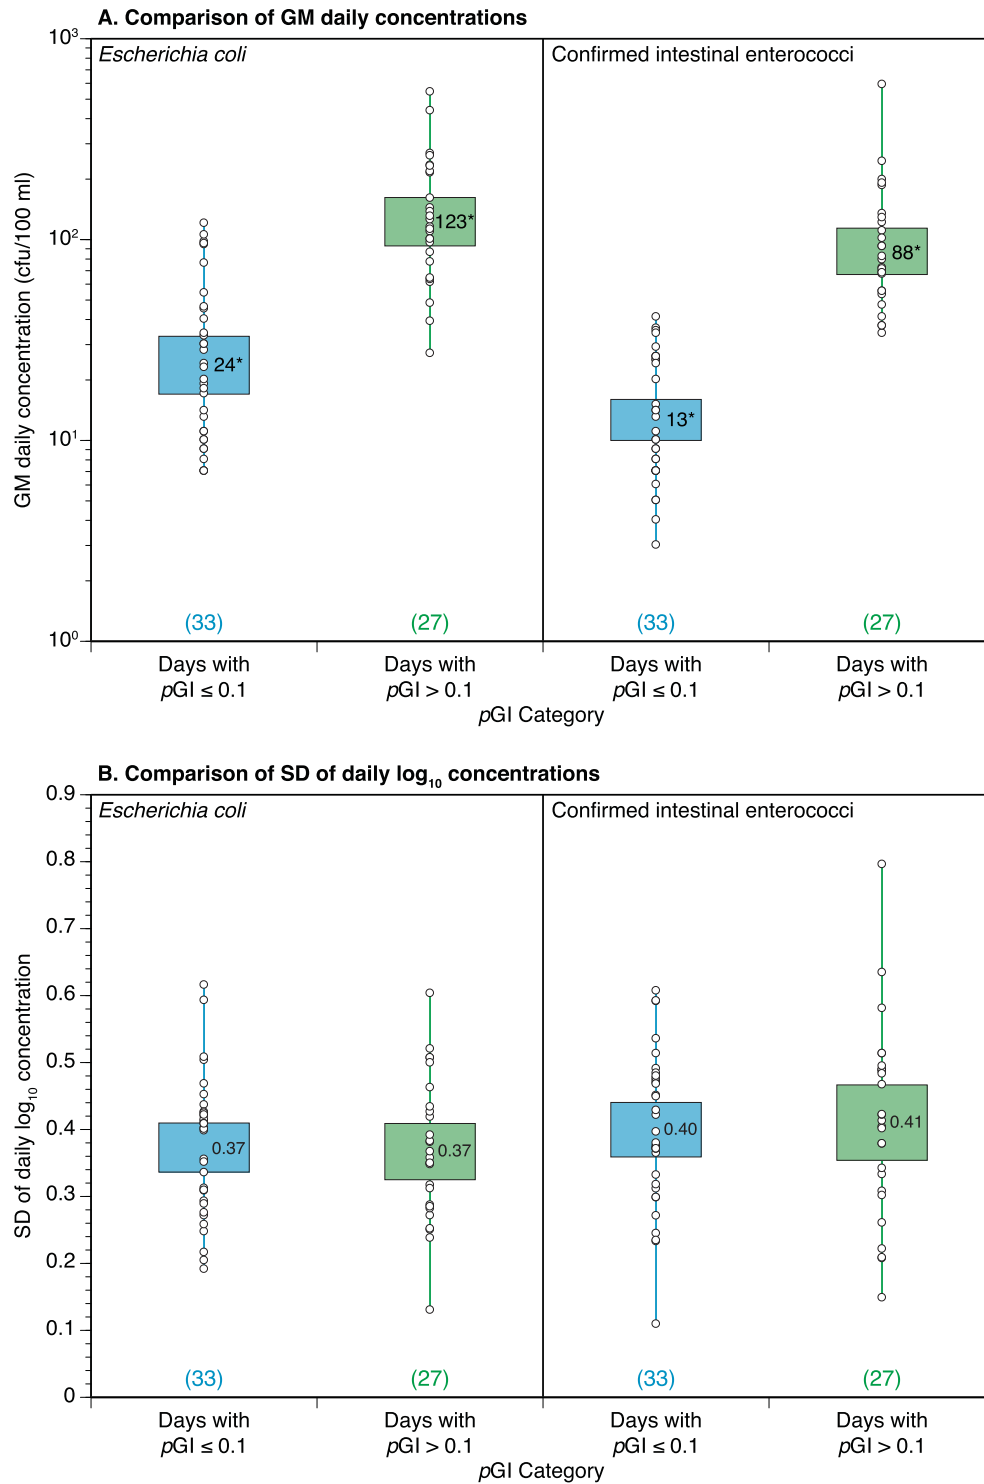 A. Comparison of GM daily concentrations
Escherichia coli
Confirmed intestinal enterococci
GM daily concentration (cfu/100 ml)
10³
10²
10¹
10⁰
24*
123*
13*
88*
(33)
(27)
(33)
(27)
Days with
pGI ≤ 0.1
Days with
pGI > 0.1
Days with
pGI ≤ 0.1
Days with
pGI > 0.1
pGI Category
B. Comparison of SD of daily log₁₀ concentrations
Escherichia coli
Confirmed intestinal enterococci
SD of daily log₁₀ concentration
0.9
0.8
0.7
0.6
0.5
0.4
0.3
0.2
0.1
0
0.37
0.37
0.40
0.41
(33)
(27)
(33)
(27)
Days with
pGI ≤ 0.1
Days with
pGI > 0.1
Days with
pGI ≤ 0.1
Days with
pGI > 0.1
pGI Category